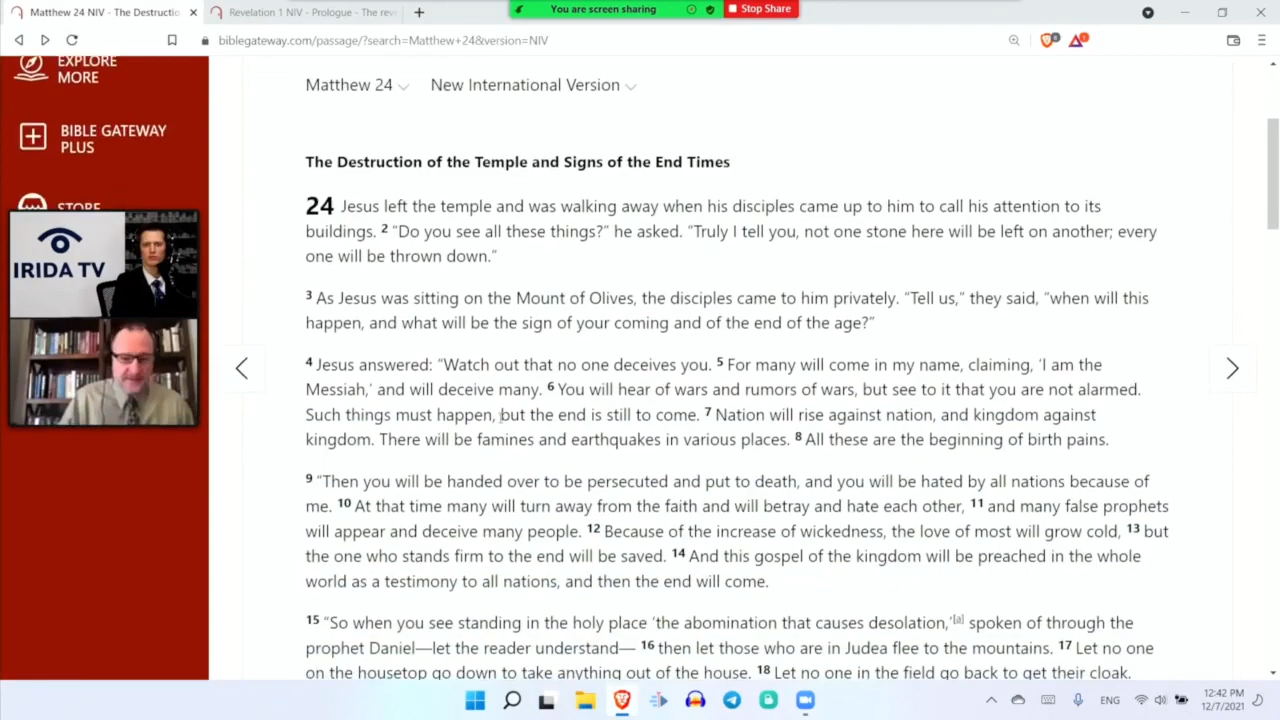 Matthew 24 NIV - The Destructio
Revelation 1 NIV - Prologue - The reve
You are screen sharing
Stop Share
biblegateway.com/passage/?search=Matthew+24&version=NIV
EXPLORE
MORE
BIBLE GATEWAY
PLUS
STORE
IRIDA TV
Matthew 24 New International Version
The Destruction of the Temple and Signs of the End Times
24 Jesus left the temple and was walking away when his disciples came up to him to call his attention to its
buildings. 2 “Do you see all these things?” he asked. “Truly I tell you, not one stone here will be left on another; every
one will be thrown down.”
3 As Jesus was sitting on the Mount of Olives, the disciples came to him privately. “Tell us,” they said, “when will this
happen, and what will be the sign of your coming and of the end of the age?”
4 Jesus answered: “Watch out that no one deceives you. 5 For many will come in my name, claiming, ‘I am the
Messiah,’ and will deceive many. 6 You will hear of wars and rumors of wars, but see to it that you are not alarmed.
Such things must happen, but the end is still to come. 7 Nation will rise against nation, and kingdom against
kingdom. There will be famines and earthquakes in various places. 8 All these are the beginning of birth pains.
9 “Then you will be handed over to be persecuted and put to death, and you will be hated by all nations because of
me. 10 At that time many will turn away from the faith and will betray and hate each other, 11 and many false prophets
will appear and deceive many people. 12 Because of the increase of wickedness, the love of most will grow cold, 13 but
the one who stands firm to the end will be saved. 14 And this gospel of the kingdom will be preached in the whole
world as a testimony to all nations, and then the end will come.
15 “So when you see standing in the holy place ‘the abomination that causes desolation,’[a] spoken of through the
prophet Daniel—let the reader understand— 16 then let those who are in Judea flee to the mountains. 17 Let no one
on the housetop go down to take anything out of the house. 18 Let no one in the field go back to get their cloak.
ENG
12:42 PM
12/7/2021